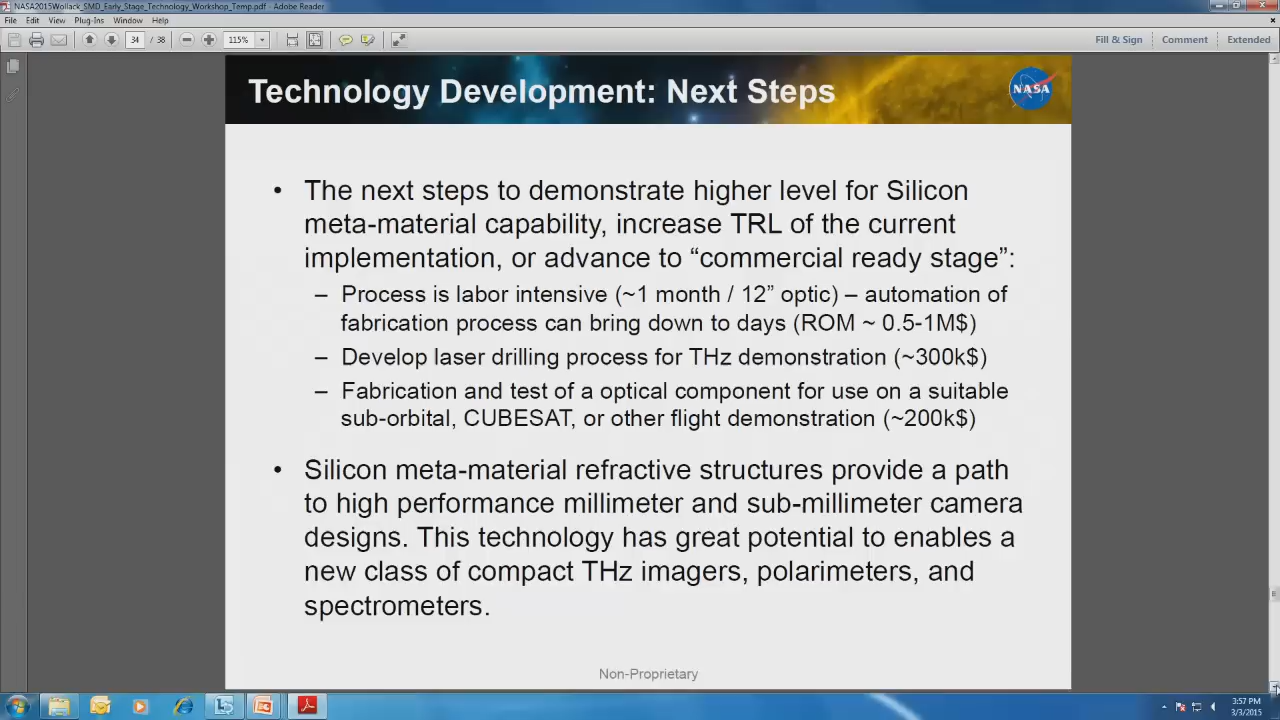 NASA2015Wollack_SMD_Early_Stage_Technology_Workshop_Temp.pdf - Adobe Reader
File Edit View Plug-Ins Window Help
34 / 38 115% Fill & Sign Comment Extended
Technology Development: Next Steps
NASA
• The next steps to demonstrate higher level for Silicon
meta-material capability, increase TRL of the current
implementation, or advance to “commercial ready stage”:
– Process is labor intensive (~1 month / 12” optic) – automation of
fabrication process can bring down to days (ROM ~ 0.5-1M$)
– Develop laser drilling process for THz demonstration (~300k$)
– Fabrication and test of a optical component for use on a suitable
sub-orbital, CUBESAT, or other flight demonstration (~200k$)
• Silicon meta-material refractive structures provide a path
to high performance millimeter and sub-millimeter camera
designs. This technology has great potential to enables a
new class of compact THz imagers, polarimeters, and
spectrometers.
Non-Proprietary
3:57 PM
3/3/2015